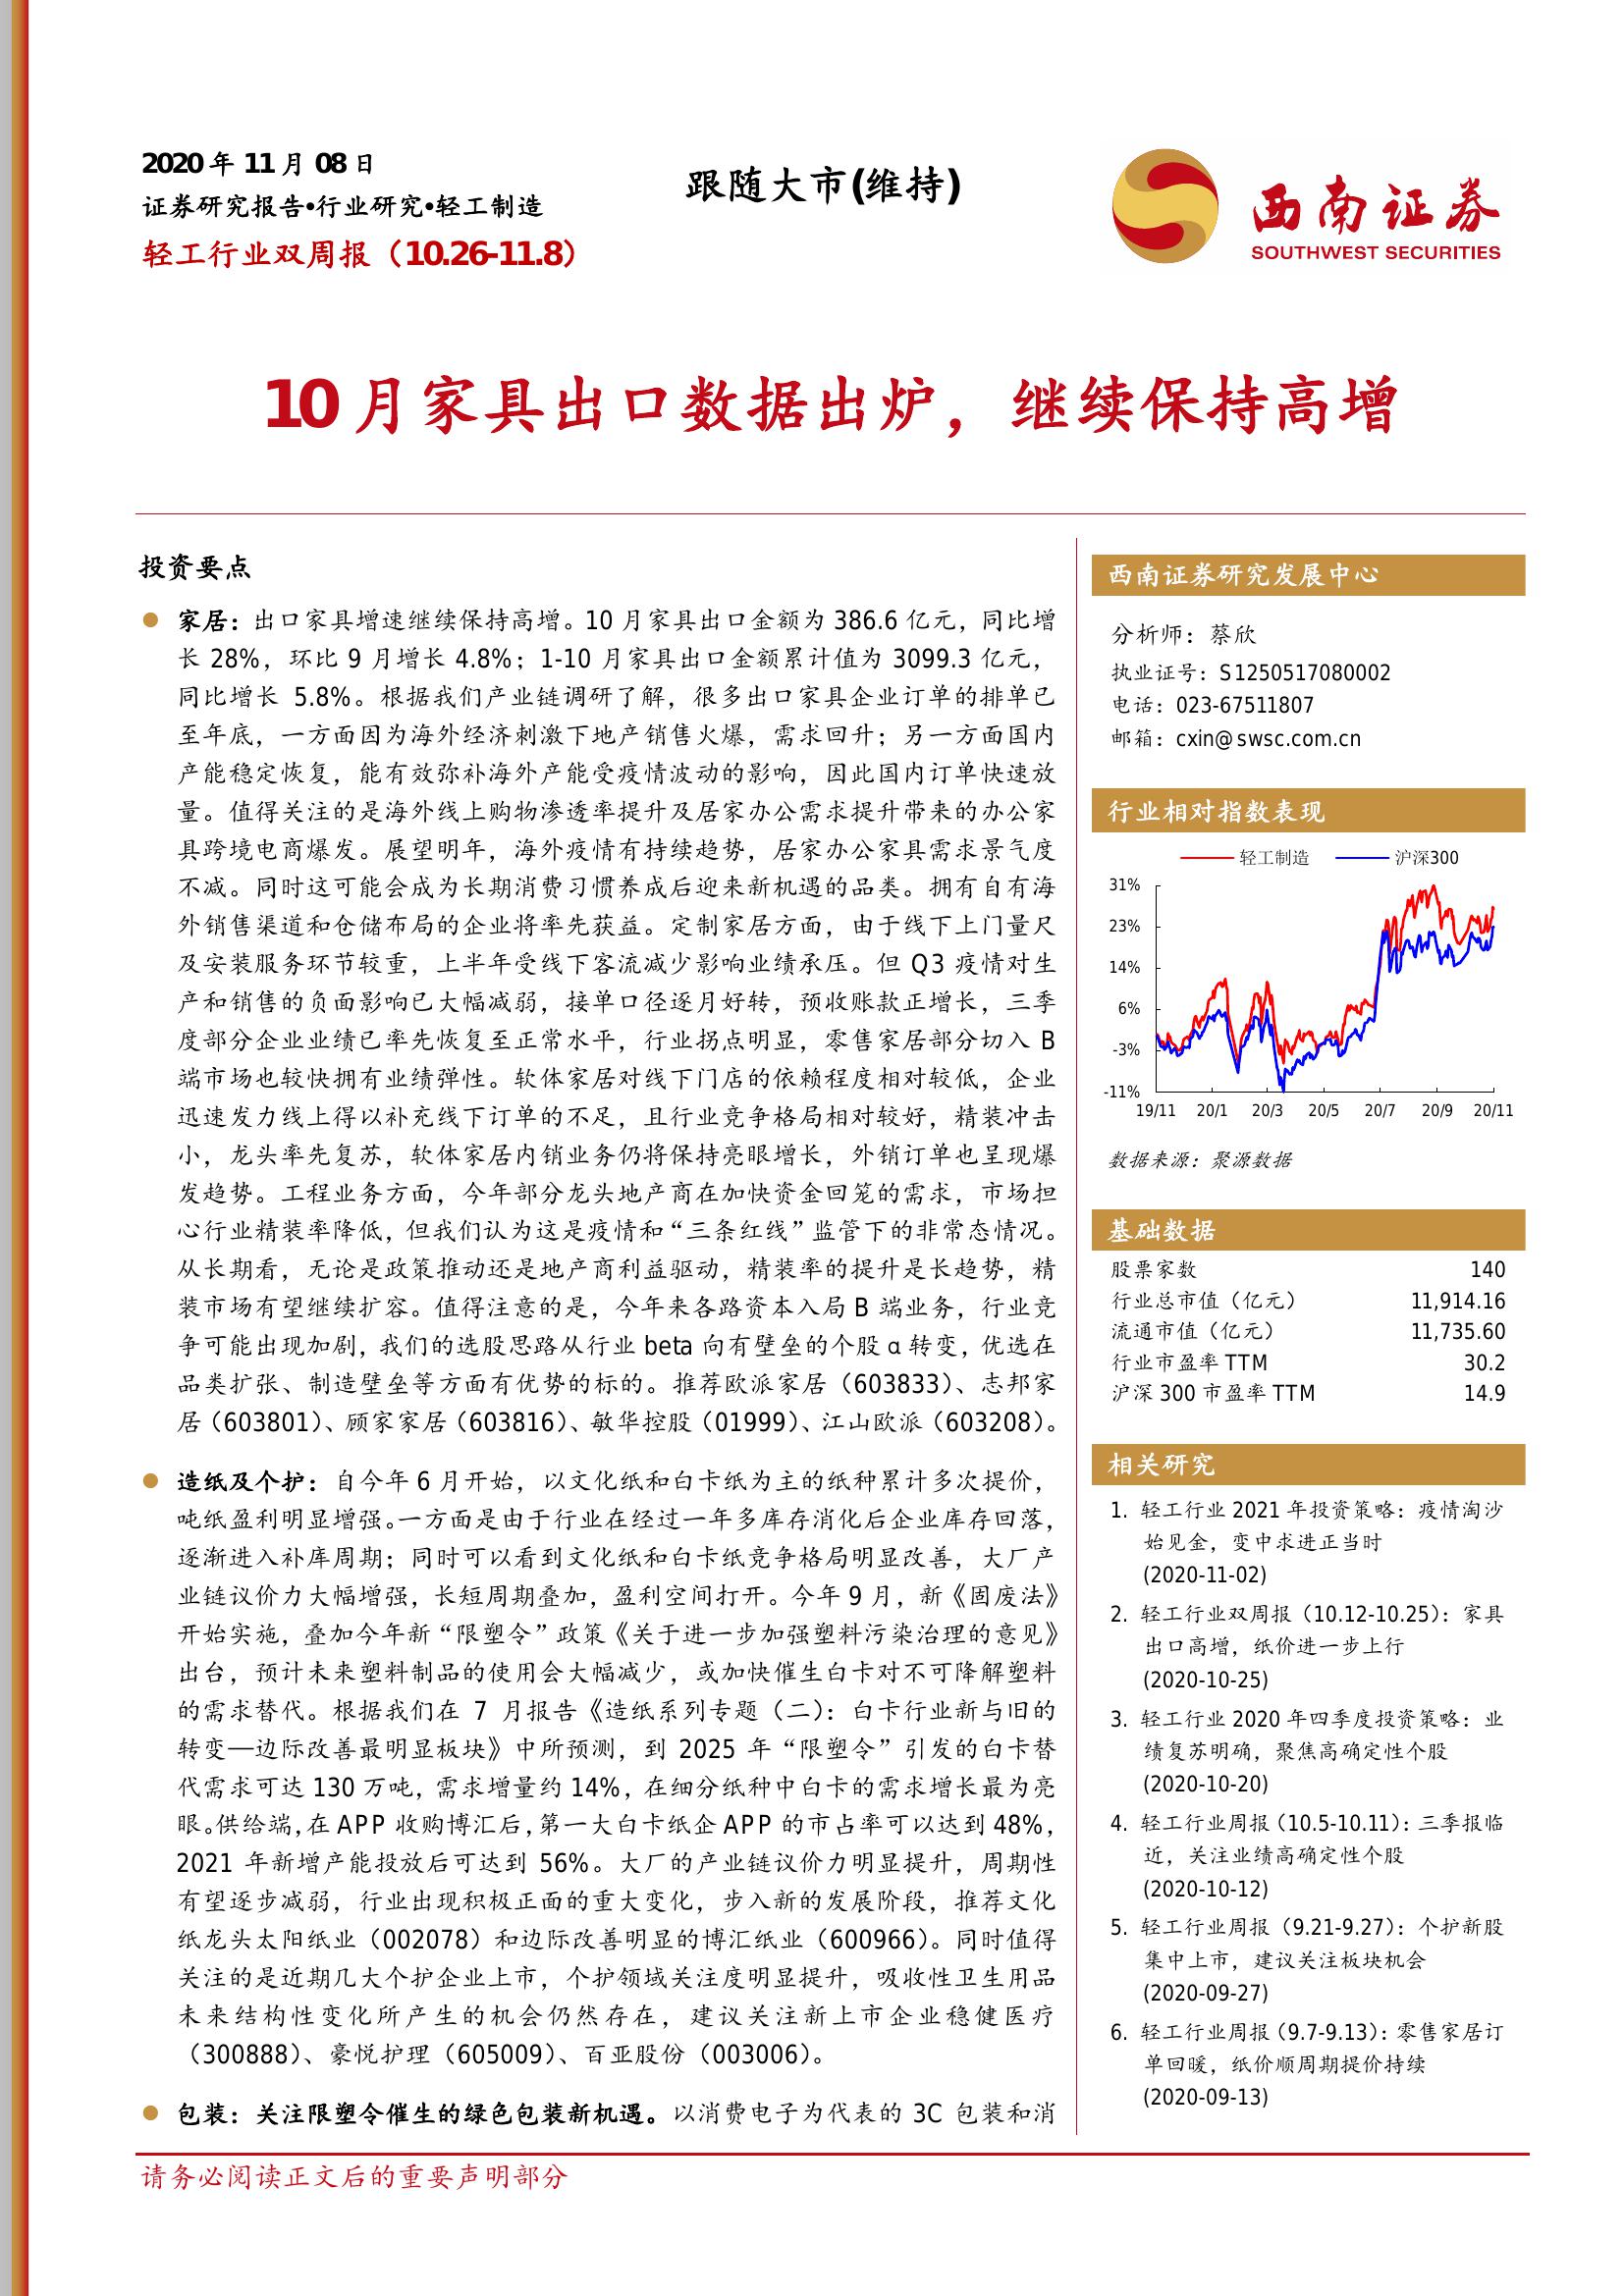 2020 年 11 月 08 日
证券研究报告•行业研究•轻工制造
轻工行业双周报（10.26-11.8）
跟随大市(维持)
西南证券
SOUTHWEST SECURITIES
10 月家具出口数据出炉，继续保持高增
投资要点
家居：出口家具增速继续保持高增。10 月家具出口金额为 386.6 亿元，同比增
长 28%，环比 9 月增长 4.8%；1-10 月家具出口金额累计值为 3099.3 亿元，
同比增长 5.8%。根据我们产业链调研了解，很多出口家具企业订单的排单已
至年底，一方面因为海外经济刺激下地产销售火爆，需求回升；另一方面国内
产能稳定恢复，能有效弥补海外产能受疫情波动的影响，因此国内订单快速放
量。值得关注的是海外线上购物渗透率提升及居家办公需求提升带来的办公家
具跨境电商爆发。展望明年，海外疫情有持续趋势，居家办公家具需求景气度
不减。同时这可能会成为长期消费习惯养成后迎来新机遇的品类。拥有自有海
外销售渠道和仓储布局的企业将率先获益。定制家居方面，由于线下上门量尺
及安装服务环节较重，上半年受线下客流减少影响业绩承压。但 Q3 疫情对生
产和销售的负面影响已大幅减弱，接单口径逐月好转，预收账款正增长，三季
度部分企业业绩已率先恢复至正常水平，行业拐点明显，零售家居部分切入 B
端市场也较快拥有业绩弹性。软体家居对线下门店的依赖程度相对较低，企业
迅速发力线上得以补充线下订单的不足，且行业竞争格局相对较好，精装冲击
小，龙头率先复苏，软体家居内销业务仍将保持亮眼增长，外销订单也呈现爆
发趋势。工程业务方面，今年部分龙头地产商在加快资金回笼的需求，市场担
心行业精装率降低，但我们认为这是疫情和“三条红线”监管下的非常态情况。
从长期看，无论是政策推动还是地产商利益驱动，精装率的提升是长趋势，精
装市场有望继续扩容。值得注意的是，今年来各路资本入局 B 端业务，行业竞
争可能出现加剧，我们的选股思路从行业 beta 向有壁垒的个股 α 转变，优选在
品类扩张、制造壁垒等方面有优势的标的。推荐欧派家居（603833）、志邦家
居（603801）、顾家家居（603816）、敏华控股（01999）、江山欧派（603208）。
造纸及个护：自今年 6 月开始，以文化纸和白卡纸为主的纸种累计多次提价，
吨纸盈利明显增强。一方面是由于行业在经过一年多库存消化后企业库存回落，
逐渐进入补库周期；同时可以看到文化纸和白卡纸竞争格局明显改善，大厂产
业链议价力大幅增强，长短周期叠加，盈利空间打开。今年 9 月，新《固废法》
开始实施，叠加今年新“限塑令”政策《关于进一步加强塑料污染治理的意见》
出台，预计未来塑料制品的使用会大幅减少，或加快催生白卡对不可降解塑料
的需求替代。根据我们在 7 月报告《造纸系列专题（二）：白卡行业新与旧的
转变—边际改善最明显板块》中所预测，到 2025 年“限塑令”引发的白卡替
代需求可达 130 万吨，需求增量约 14%，在细分纸种中白卡的需求增长最为亮
眼。供给端，在 APP 收购博汇后，第一大白卡纸企 APP 的市占率可以达到 48%，
2021 年新增产能投放后可达到 56%。大厂的产业链议价力明显提升，周期性
有望逐步减弱，行业出现积极正面的重大变化，步入新的发展阶段，推荐文化
纸龙头太阳纸业（002078）和边际改善明显的博汇纸业（600966）。同时值得
关注的是近期几大个护企业上市，个护领域关注度明显提升，吸收性卫生用品
未来结构性变化所产生的机会仍然存在，建议关注新上市企业稳健医疗
（300888）、豪悦护理（605009）、百亚股份（003006）。
包装：关注限塑令催生的绿色包装新机遇。以消费电子为代表的 3C 包装和消
西南证券研究发展中心
分析师：蔡欣
执业证号：S1250517080002
电话：023-67511807
邮箱：cxin@swsc.com.cn
行业相对指数表现
轻工制造 沪深300
31%
23%
14%
6%
-3%
-11%
19/11 20/1 20/3 20/5 20/7 20/9 20/11
数据来源：聚源数据
基础数据
股票家数 140
行业总市值（亿元） 11,914.16
流通市值（亿元） 11,735.60
行业市盈率 TTM 30.2
沪深 300 市盈率 TTM 14.9
相关研究
1. 轻工行业 2021 年投资策略：疫情淘沙
始见金，变中求进正当时
(2020-11-02)
2. 轻工行业双周报（10.12-10.25）：家具
出口高增，纸价进一步上行
(2020-10-25)
3. 轻工行业 2020 年四季度投资策略：业
绩复苏明确，聚焦高确定性个股
(2020-10-20)
4. 轻工行业周报（10.5-10.11）：三季报临
近，关注业绩高确定性个股
(2020-10-12)
5. 轻工行业周报（9.21-9.27）：个护新股
集中上市，建议关注板块机会
(2020-09-27)
6. 轻工行业周报（9.7-9.13）：零售家居订
单回暖，纸价顺周期提价持续
(2020-09-13)
请务必阅读正文后的重要声明部分